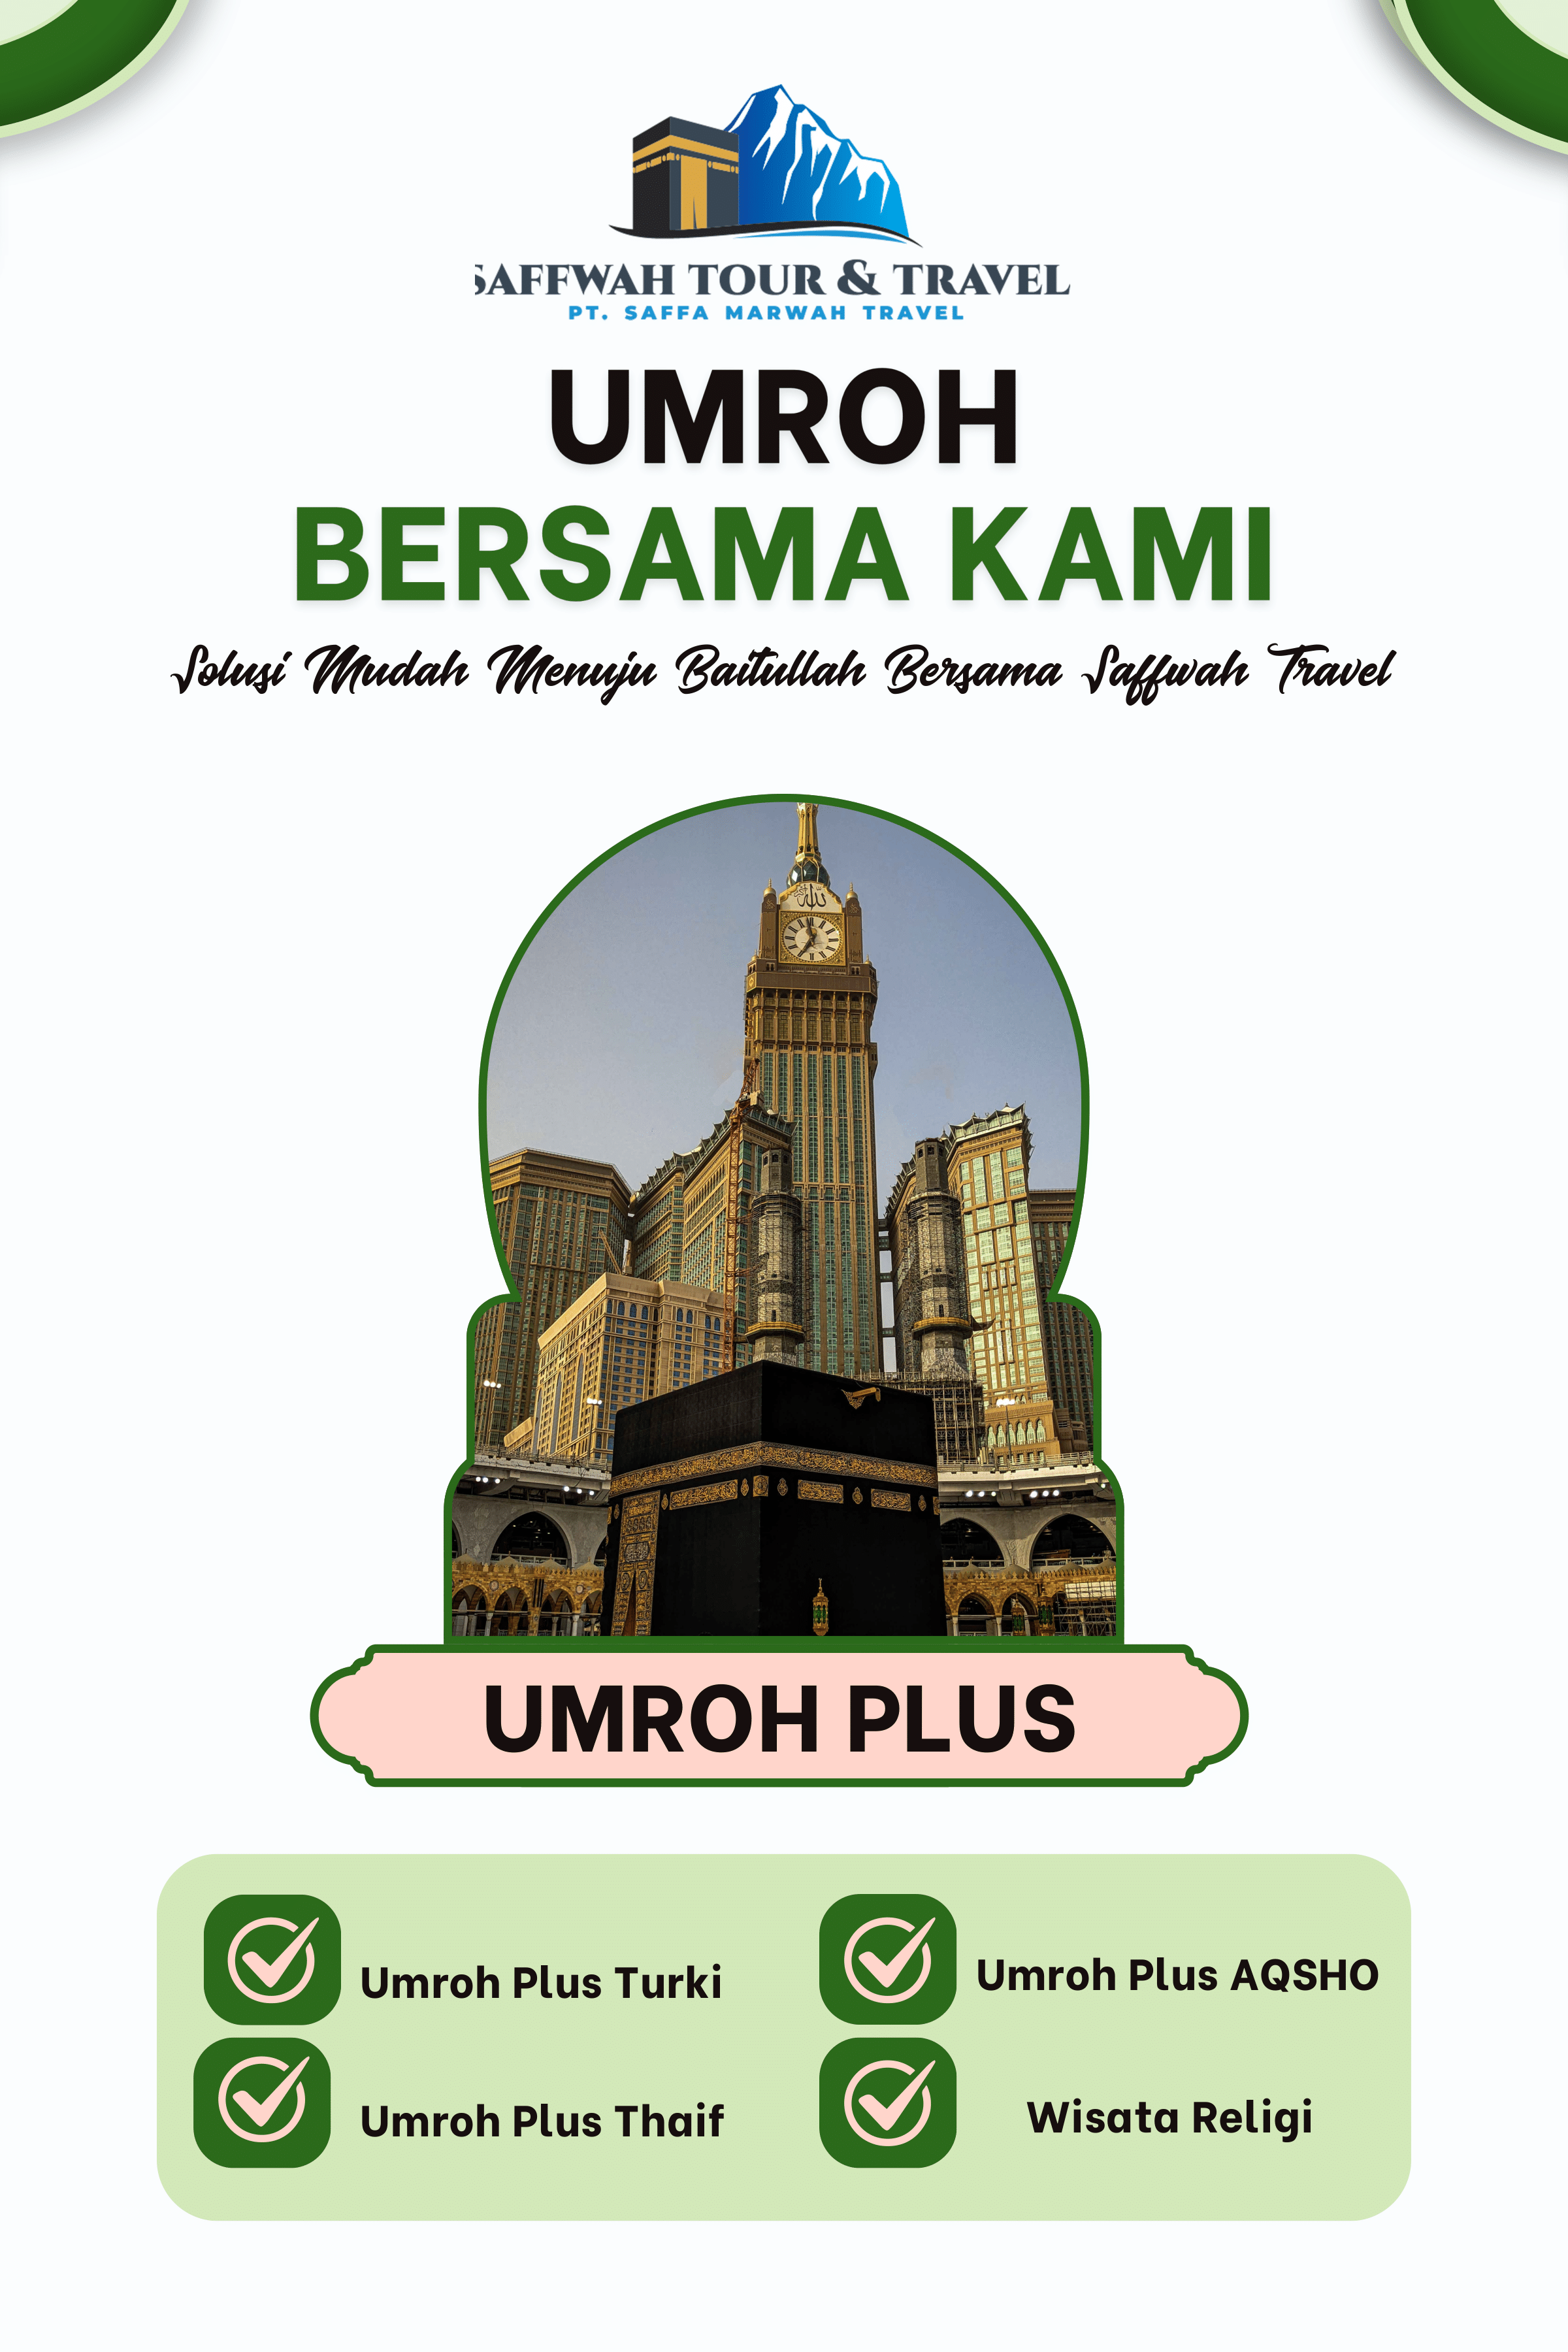 SAFFWAH TOUR & TRAVEL
PT. SAFFA MARWAH TRAVEL
UMROH
BERSAMA KAMI
Solusi Mudah Menuju Baitullah Bersama Saffwah Travel
الله
UMROH PLUS
Umroh Plus Turki
Umroh Plus AQSHO
Umroh Plus Thaif
Wisata Religi